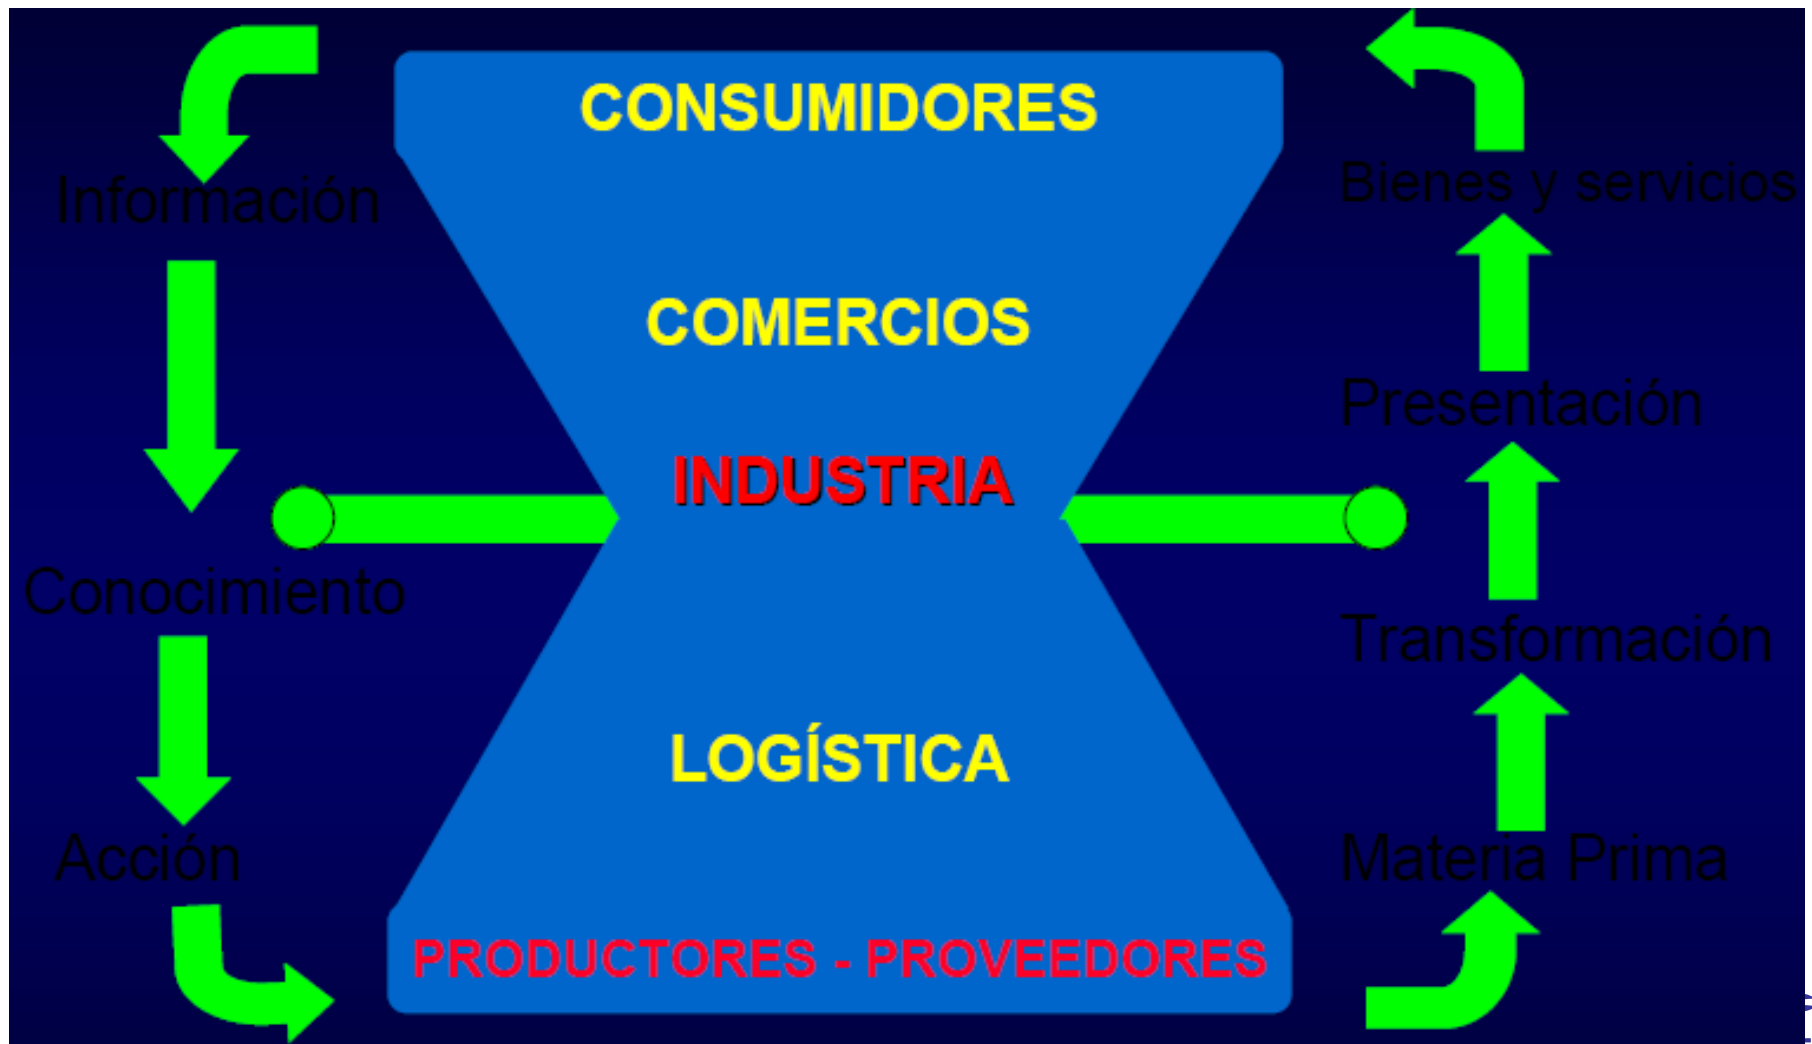 CONSUMIDORES
Información
Bienes y servicios
COMERCIOS
Presentación
INDUSTRIA
Conocimiento
Transformación
LOGÍSTICA
Acción
Materia Prima
PRODUCTORES - PROVEEDORES